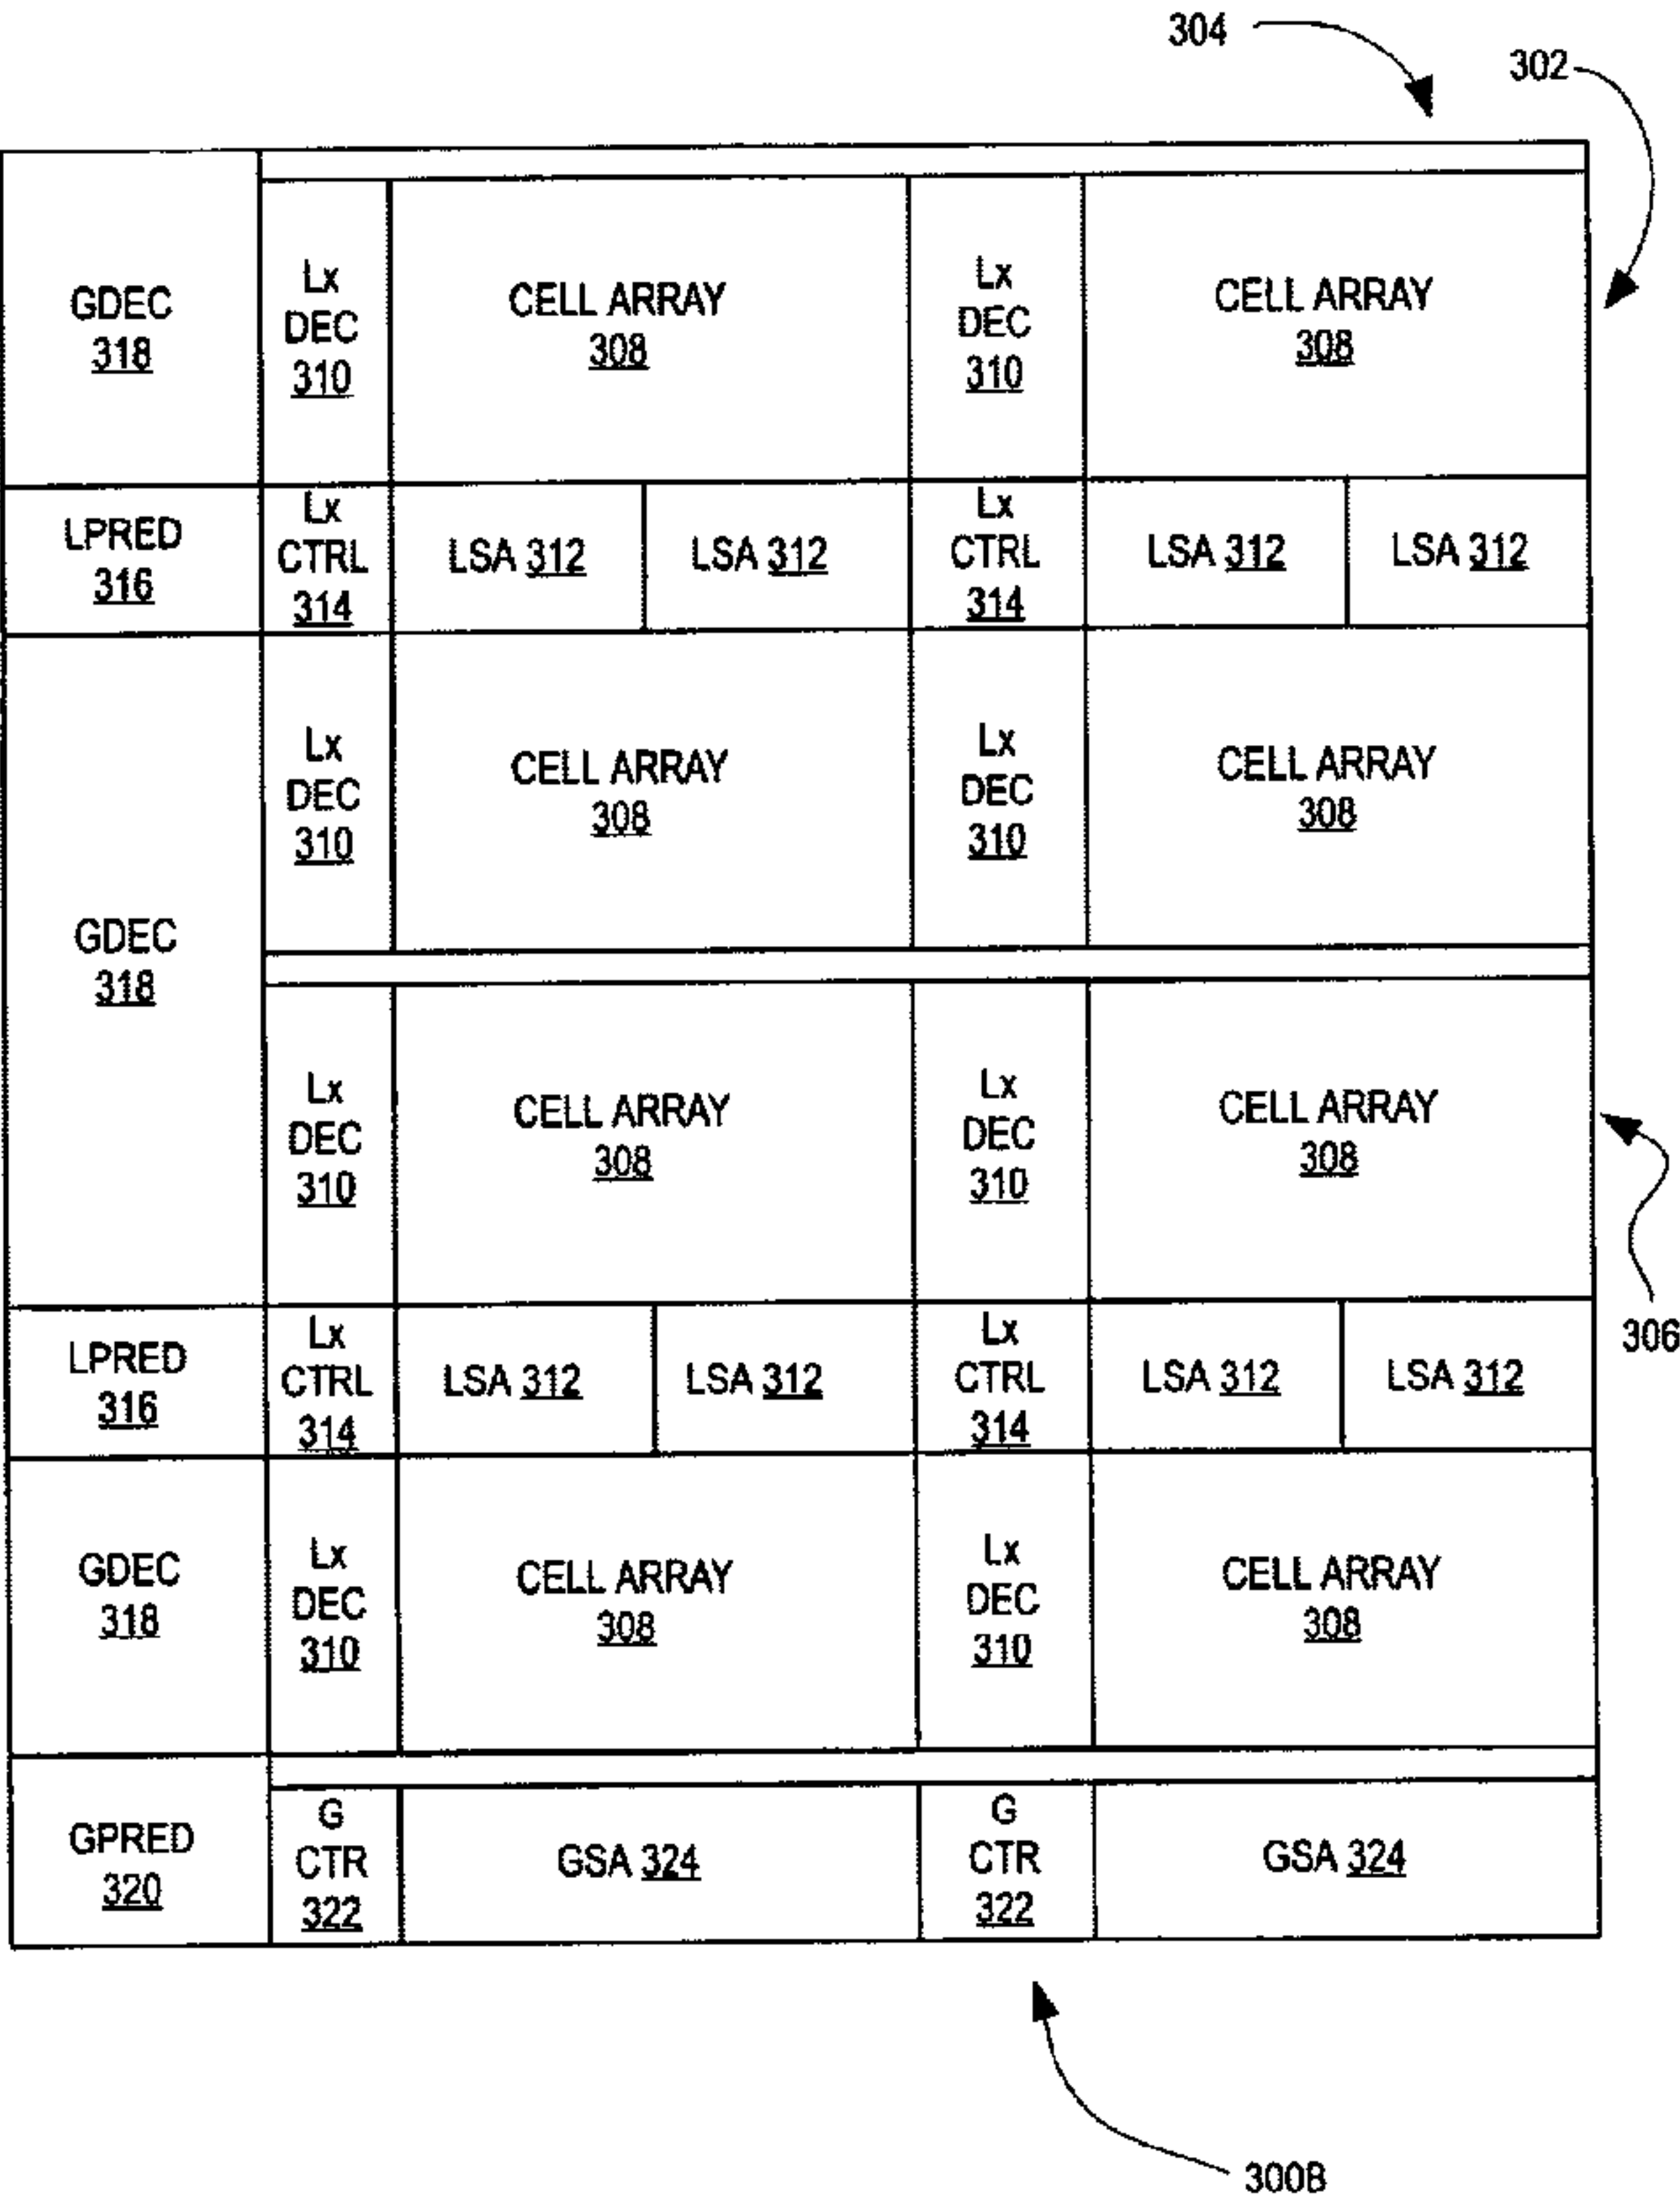 304
302
GDEC
318
Lx
DEC
310
CELL ARRAY
308
Lx
DEC
310
CELL ARRAY
308
LPRED
316
Lx
CTRL
314
LSA 312
LSA 312
Lx
CTRL
314
LSA 312
LSA 312
GDEC
318
Lx
DEC
310
CELL ARRAY
308
Lx
DEC
310
CELL ARRAY
308
Lx
DEC
310
CELL ARRAY
308
Lx
DEC
310
CELL ARRAY
308
306
LPRED
316
Lx
CTRL
314
LSA 312
LSA 312
Lx
CTRL
314
LSA 312
LSA 312
GDEC
318
Lx
DEC
310
CELL ARRAY
308
Lx
DEC
310
CELL ARRAY
308
GPRED
320
G
CTR
322
GSA 324
G
CTR
322
GSA 324
300B